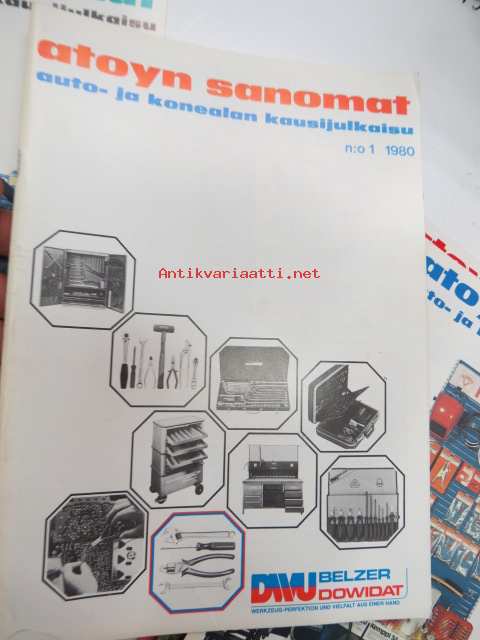 kausijulkaisu
atoyn sanomat
auto- ja konealan kausijulkaisu
n:o 1 1980
Antikvariaatti.net
DWU BELZER
DOWIDAT
WERKZEUG-PERFEKTION UND VIELFALT AUS EINER HAND